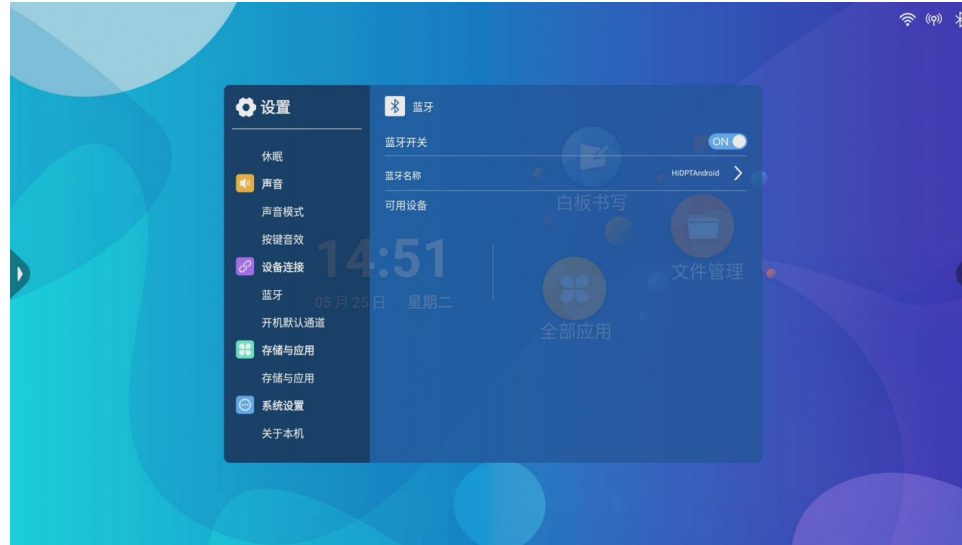 设置
休眠
声音
声音模式
按键音效
设备连接
蓝牙
开机默认通道
存储与应用
存储与应用
系统设置
关于本机
蓝牙
蓝牙开关 ON
蓝牙名称 HiDPTAndroid
可用设备
白板书写
文件管理
14:51
05月25日 星期二
全部应用